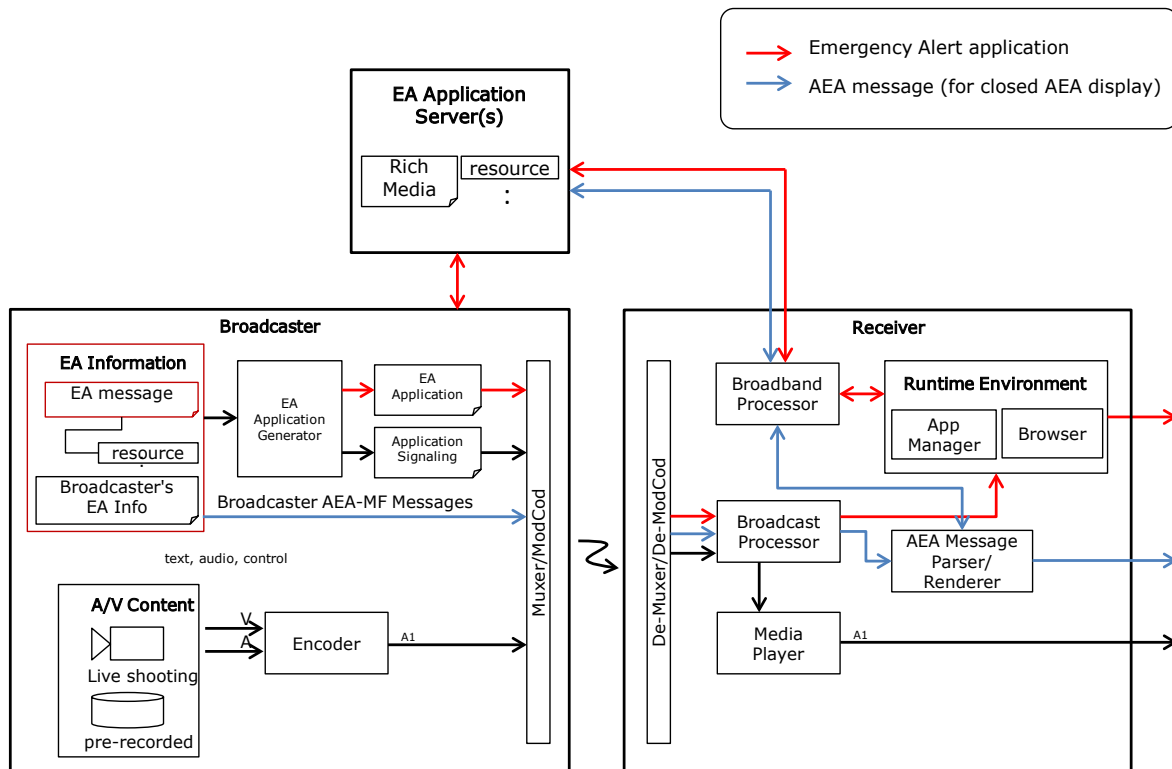 Emergency Alert application
AEA message (for closed AEA display)
EA Application
Server(s)
Rich
Media
resource
:
Broadcaster
EA Information
EA message
resource
:
Broadcaster's
EA Info
EA
Application
Generator
EA
Application
Application
Signaling
Broadcaster AEA-MF Messages
text, audio, control
A/V Content
Live shooting
pre-recorded
V
A
Encoder
A1
Muxer/ModCod
Receiver
De-Muxer/De-ModCod
Broadband
Processor
Runtime Environment
App
Manager
Browser
Broadcast
Processor
AEA Message
Parser/
Renderer
Media
Player
A1